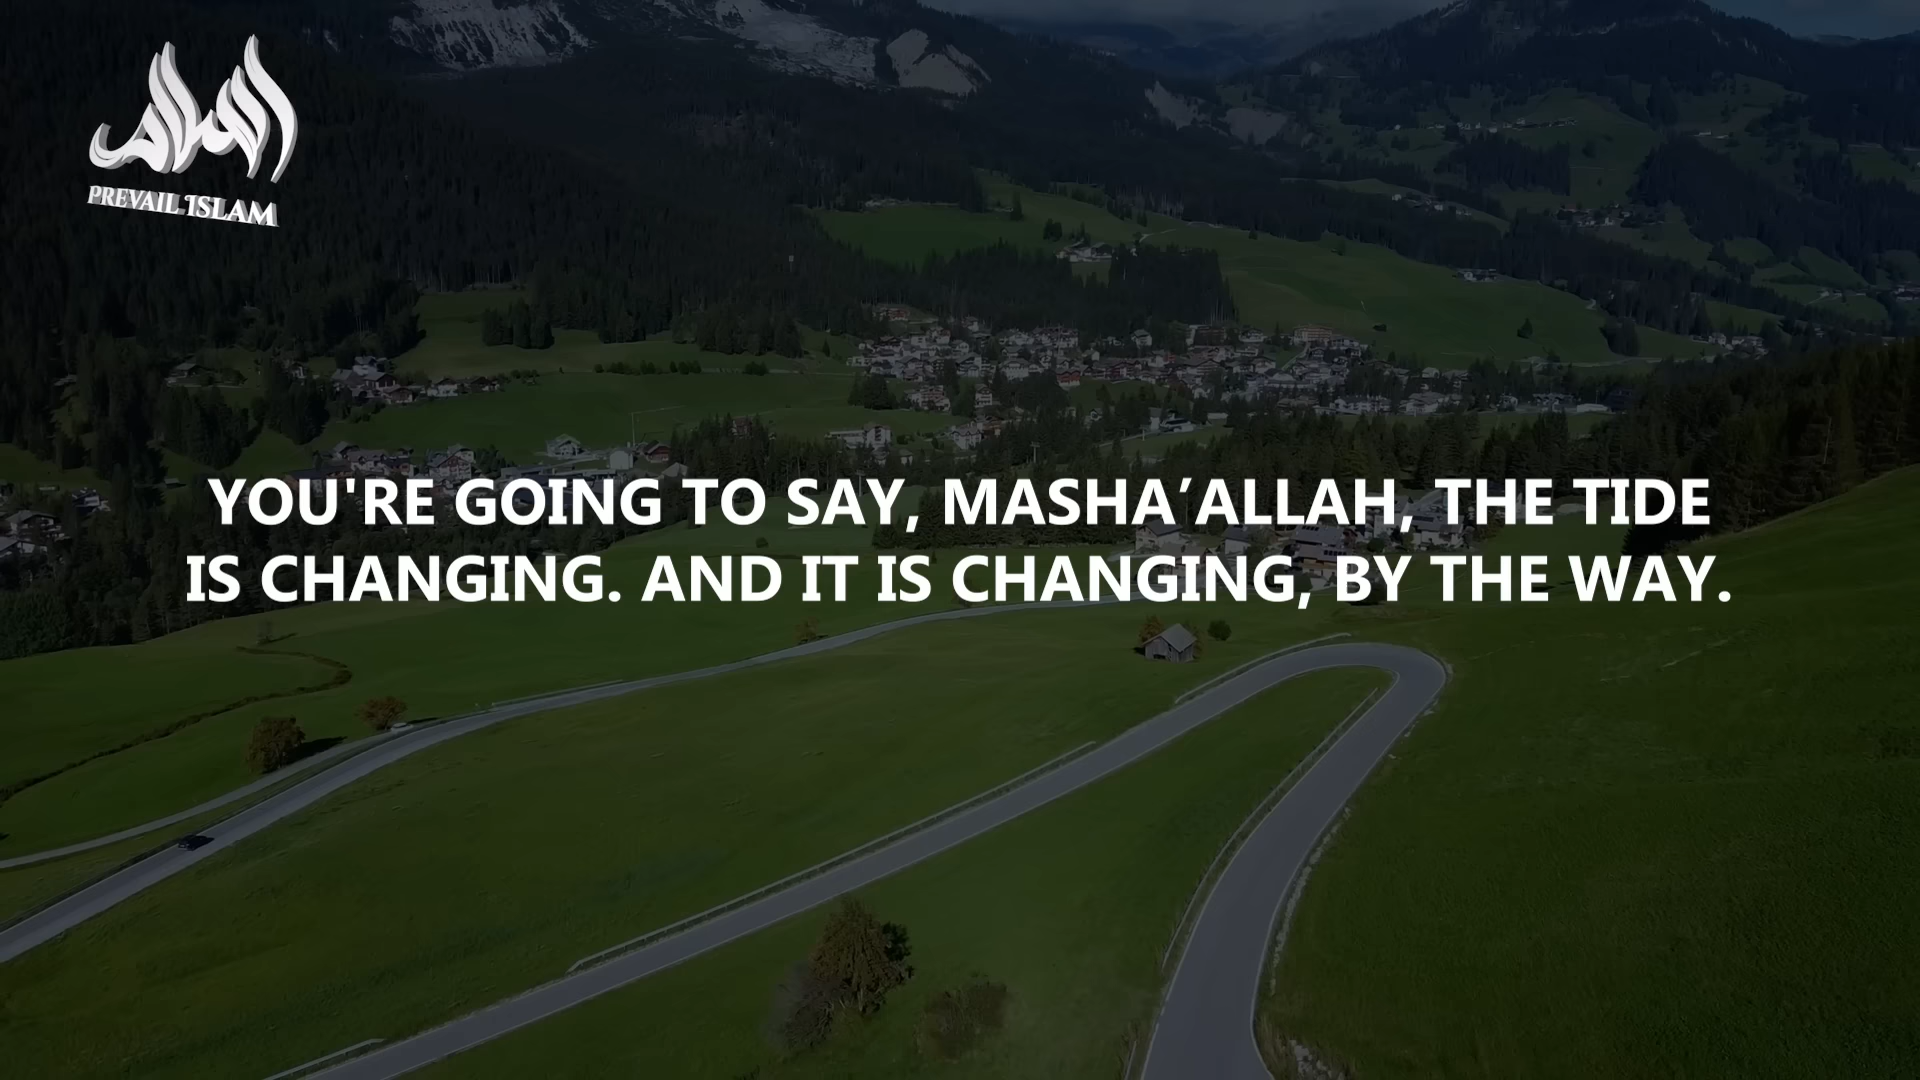 PREVAIL ISLAM
YOU'RE GOING TO SAY, MASHA’ALLAH, THE TIDE
IS CHANGING. AND IT IS CHANGING, BY THE WAY.